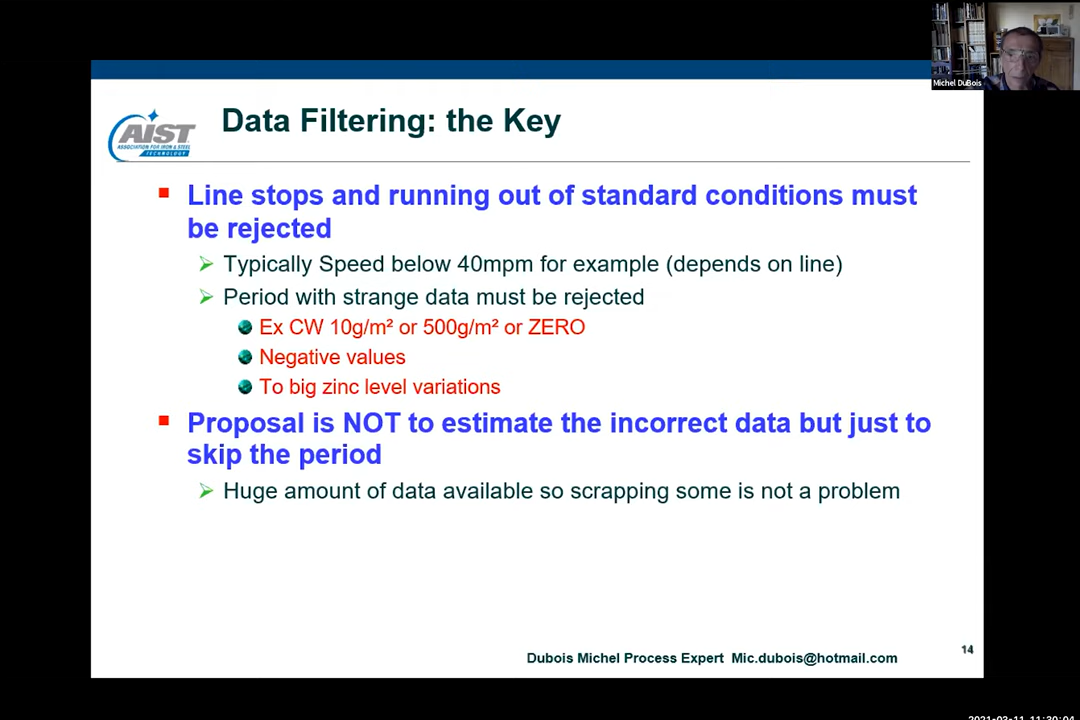 Michel DuBois
AIST
ASSOCIATION FOR IRON & STEEL
TECHNOLOGY
Data Filtering: the Key
Line stops and running out of standard conditions must
be rejected
Typically Speed below 40mpm for example (depends on line)
Period with strange data must be rejected
Ex CW 10g/m² or 500g/m² or ZERO
Negative values
To big zinc level variations
Proposal is NOT to estimate the incorrect data but just to
skip the period
Huge amount of data available so scrapping some is not a problem
Dubois Michel Process Expert Mic.dubois@hotmail.com
14
2021-03-11 11:30:04